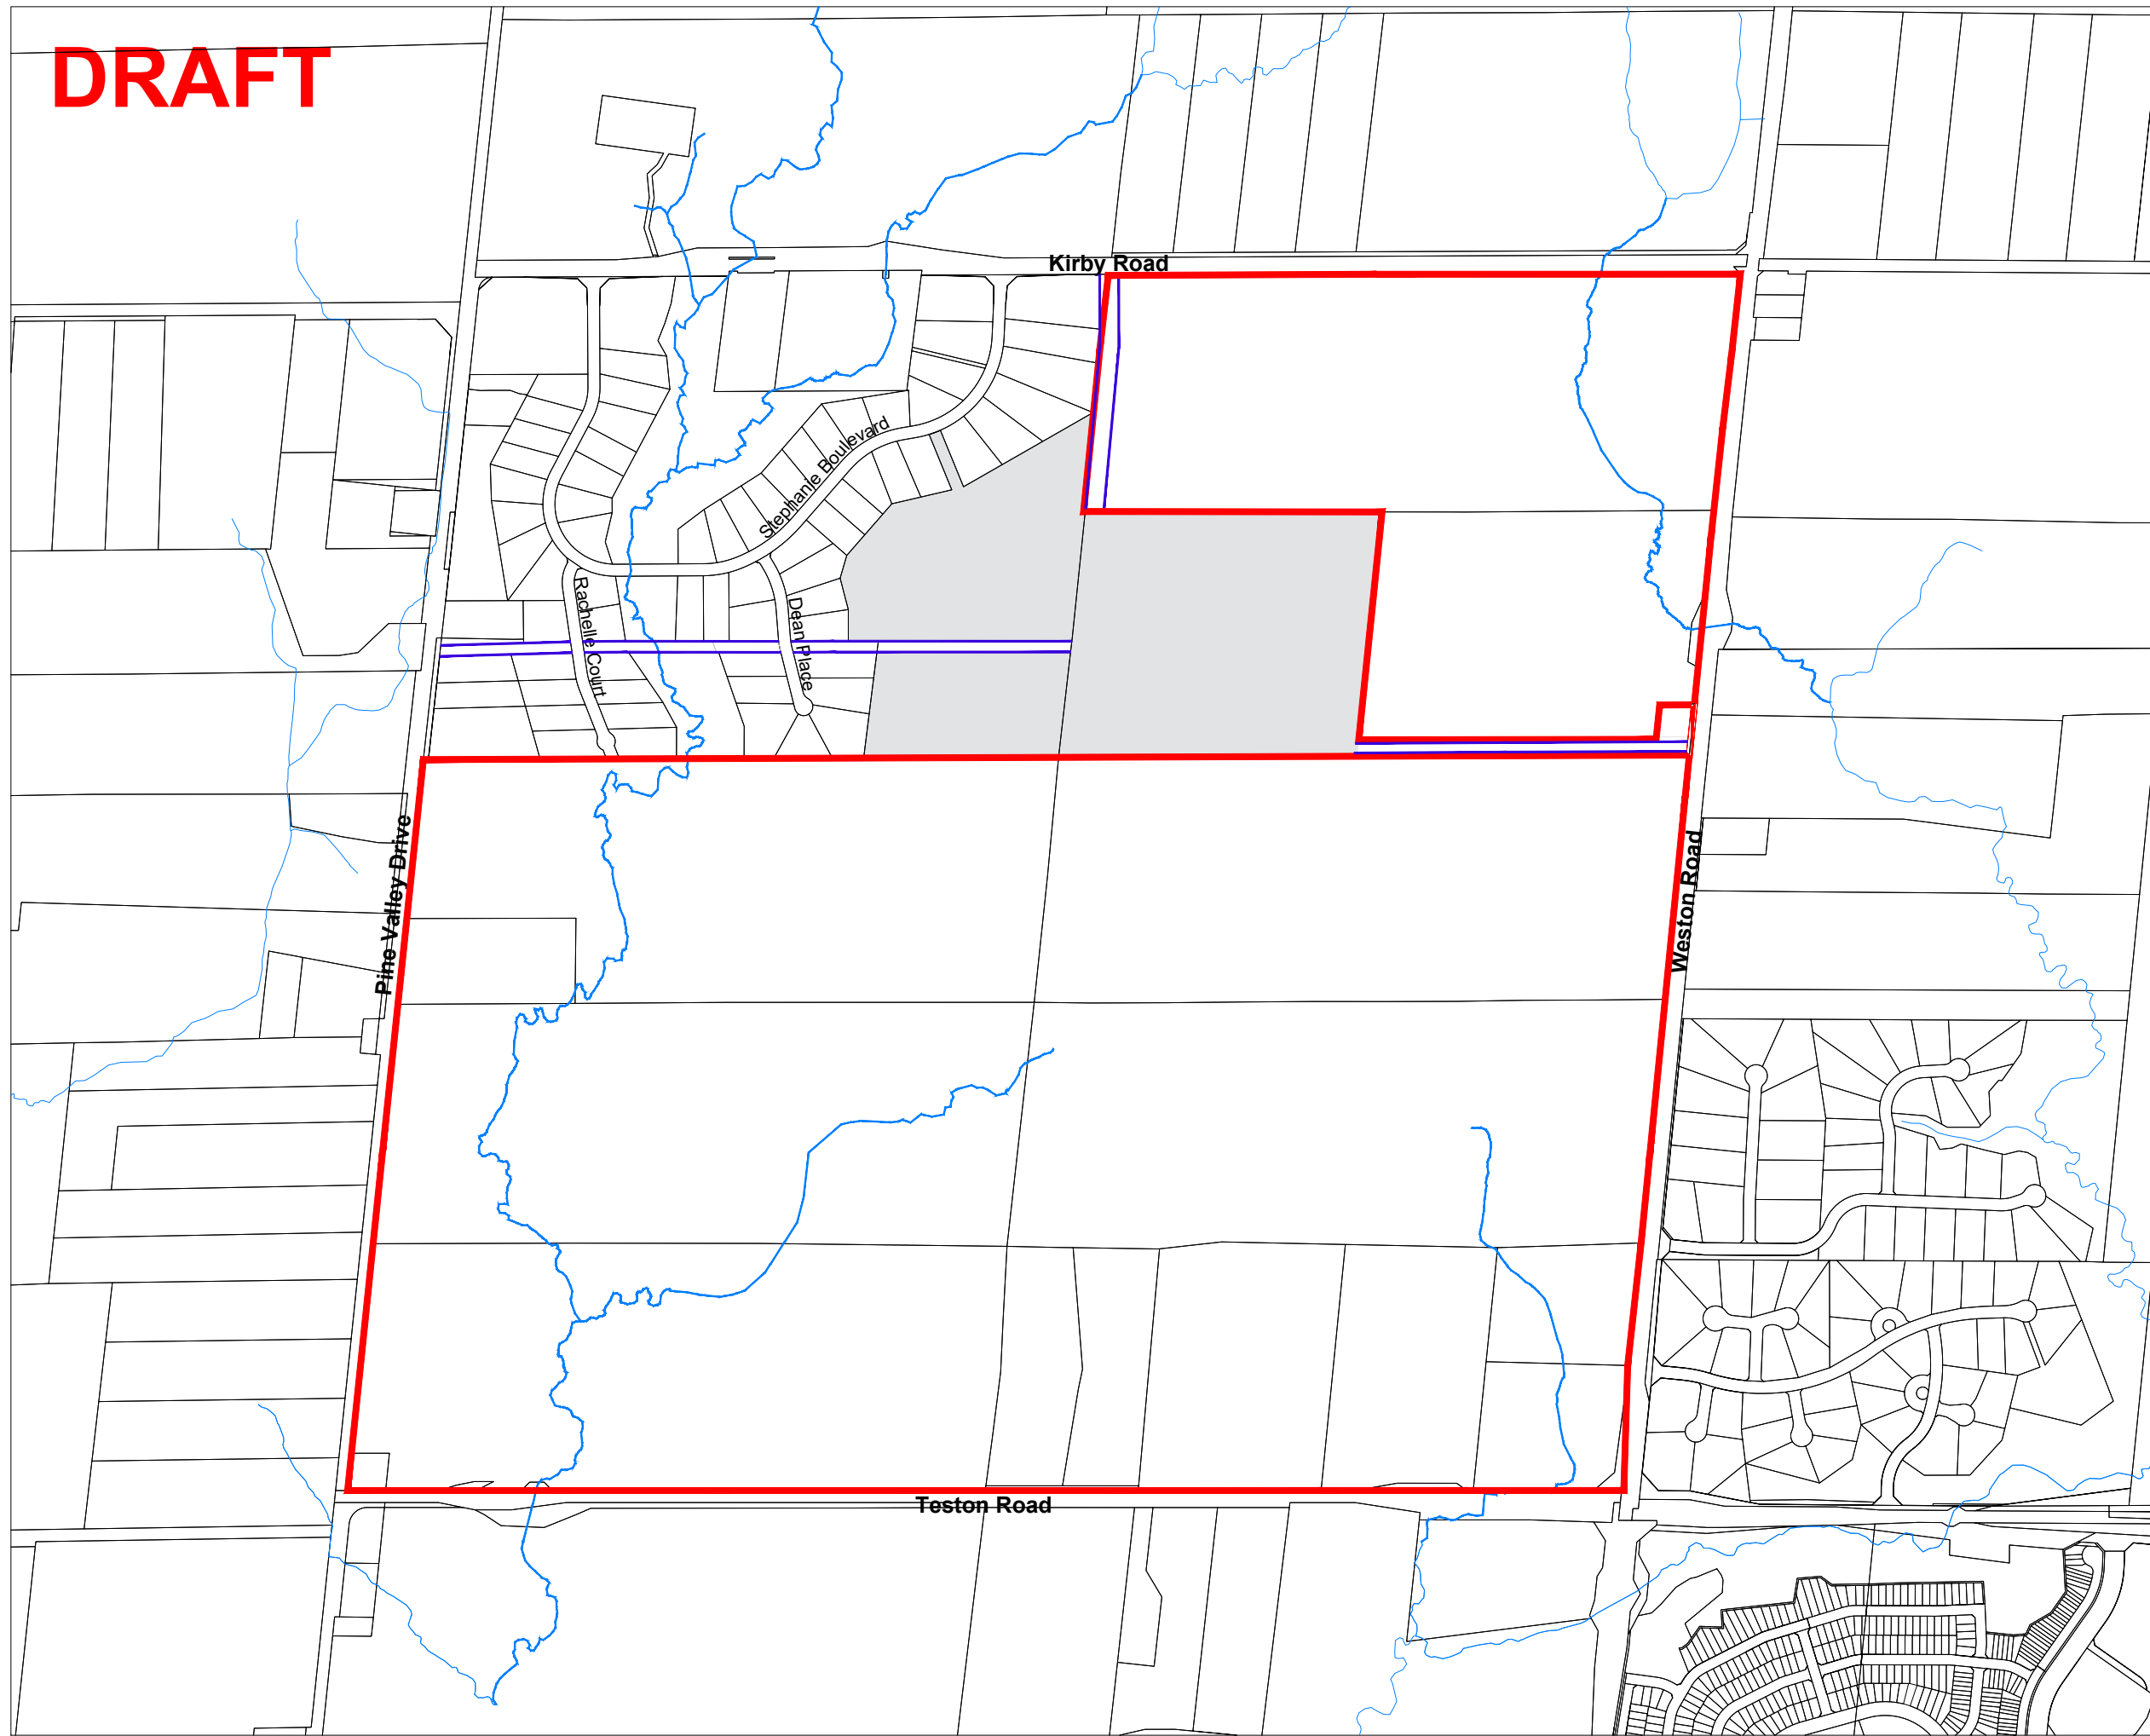 DRAFT
Kirby Road
Stephanie Boulevard
Rachelle Court
Dean Place
Pine Valley Drive
Weston Road
Teston Road